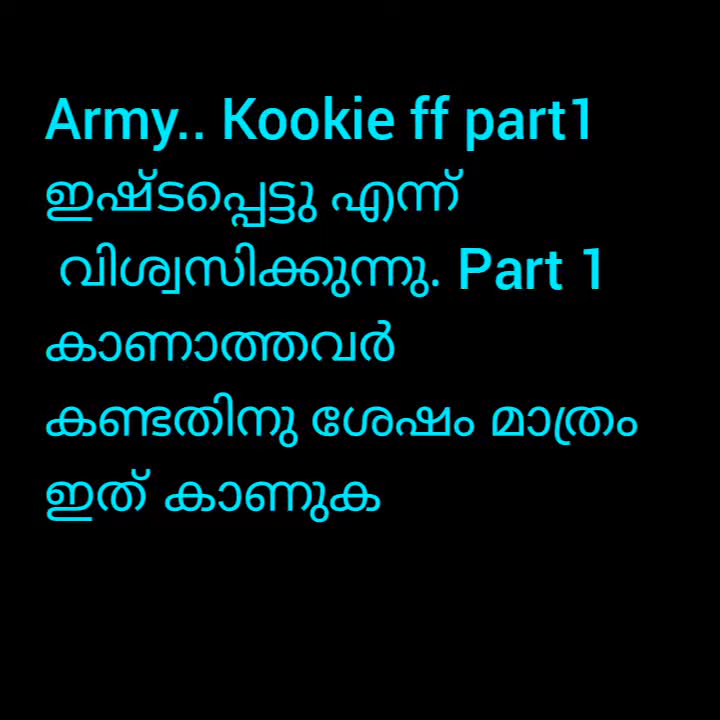 Army.. Kookie ff part1
ഇഷ്ടപ്പെട്ടു എന്ന്
വിശ്വസിക്കുന്നു. Part 1
കാണാത്തവർ
കണ്ടതിനു ശേഷം മാത്രം
ഇത് കാണുക